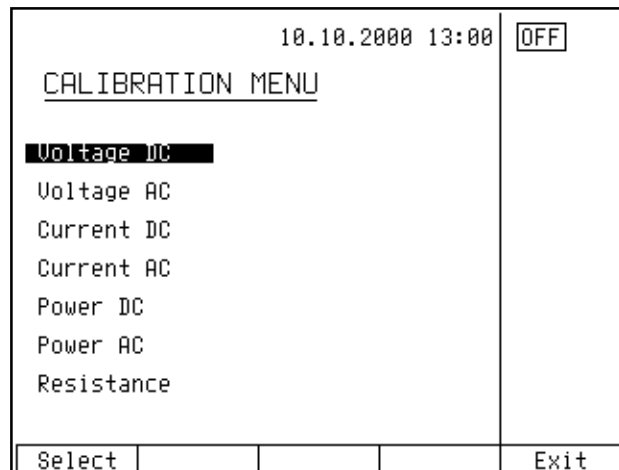 10.10.2000 13:00 OFF
CALIBRATION MENU
Voltage DC
Voltage AC
Current DC
Current AC
Power DC
Power AC
Resistance
Select Exit